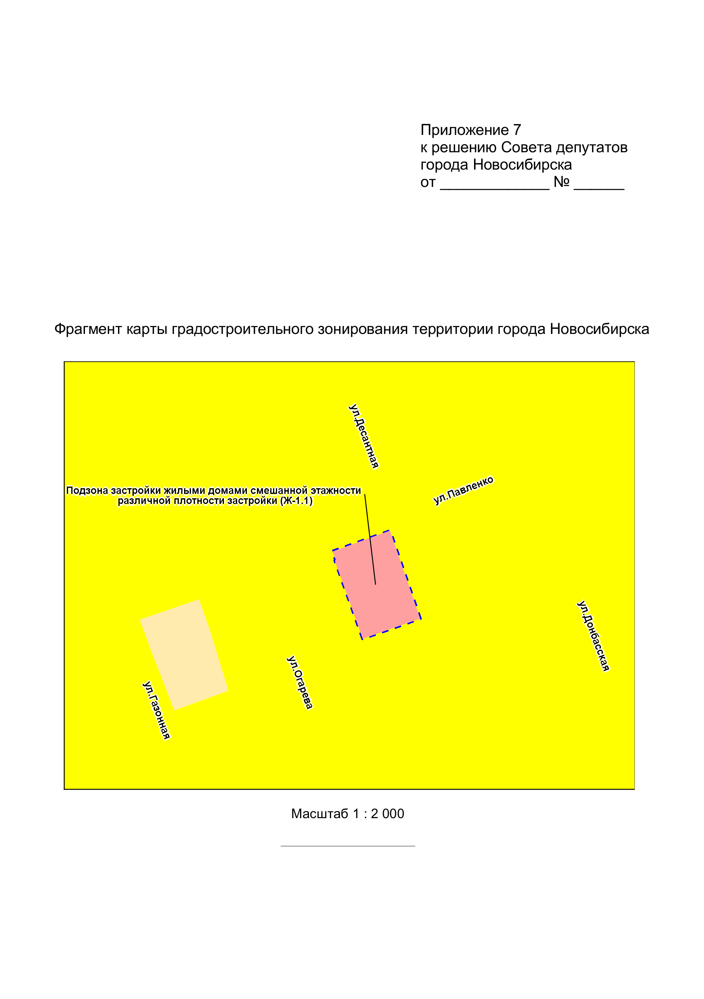 Приложение 7
к решению Совета депутатов
города Новосибирска
от _____________ № ______
Фрагмент карты градостроительного зонирования территории города Новосибирска
ул.Десантная
ул.Павленко
Подзона застройки жилыми домами смешанной этажности
различной плотности застройки (Ж-1.1)
ул.Донбасская
ул.Огарева
ул.Газонная
Масштаб 1 : 2 000